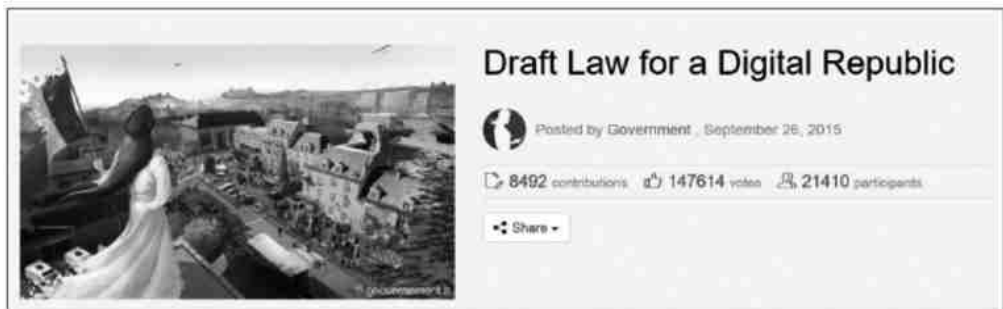 Draft Law for a Digital Republic
Posted by Government , September 26, 2015
8492 contributions 147614 votes 21410 participants
Share